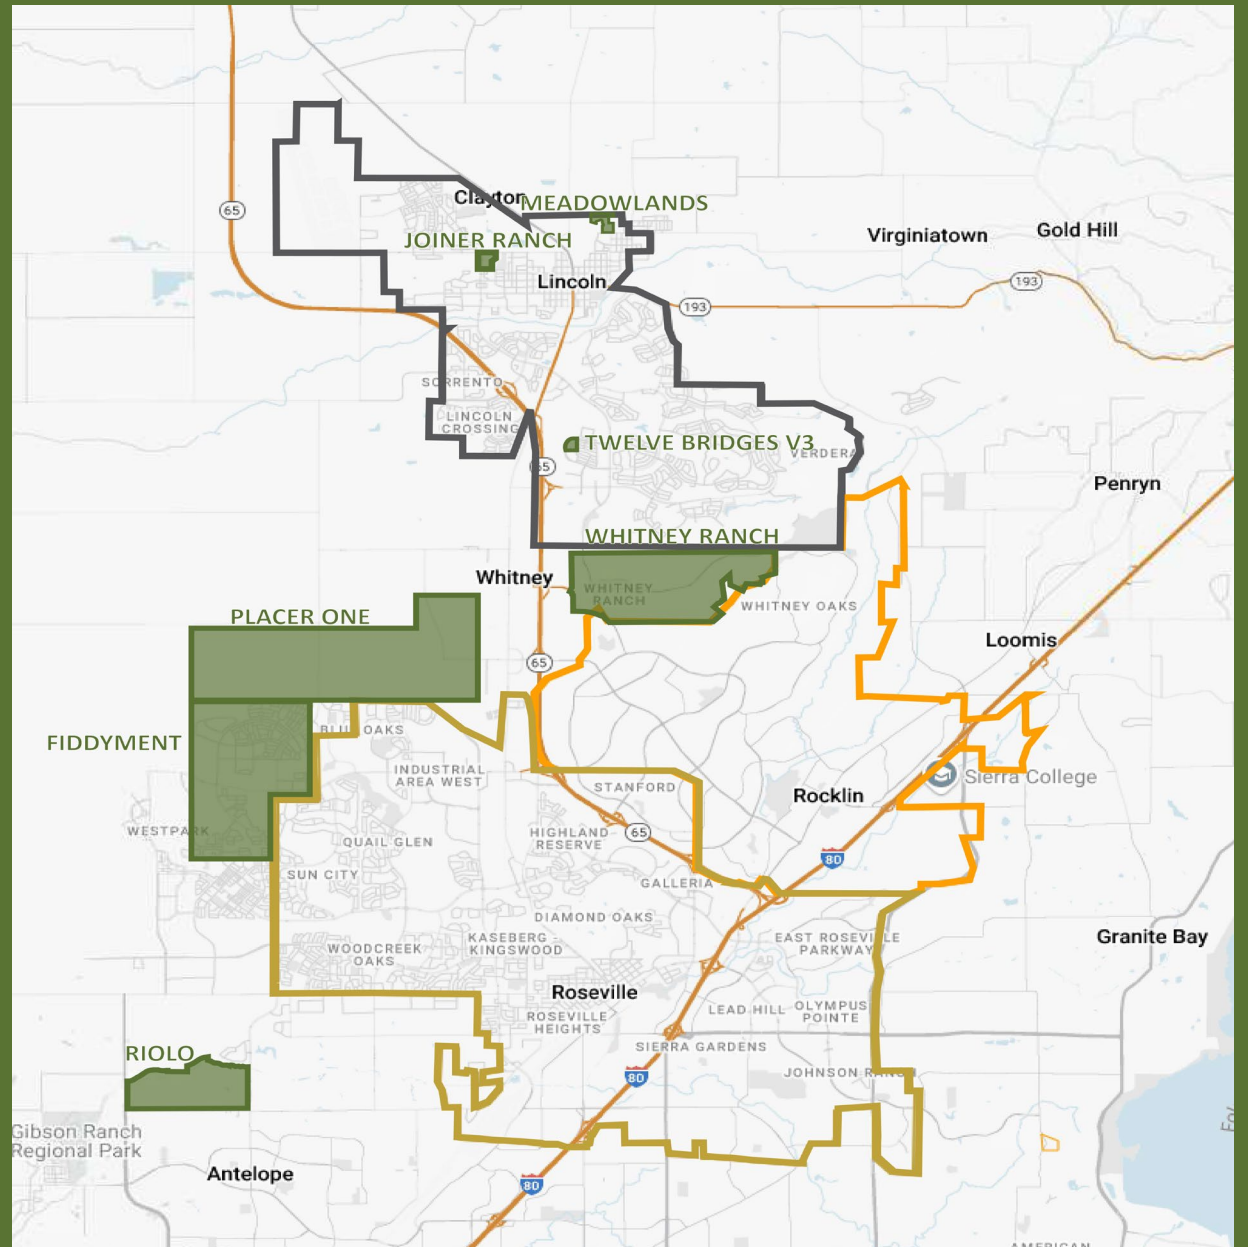 Clayton
MEADOWLANDS
65
JOINER RANCH
Virginiatown
Gold Hill
Lincoln
193
193
SORRENTO
LINCOLN
CROSSING
TWELVE BRIDGES V3
VERDERA
65
Penryn
WHITNEY RANCH
Whitney
WHITNEY
RANCH
WHITNEY OAKS
PLACER ONE
Loomis
65
FIDDYMENT
BLUE OAKS
INDUSTRIAL
AREA WEST
STANFORD
Sierra College
Rocklin
WESTPARK
QUAIL GLEN
HIGHLAND
RESERVE
65
80
SUN CITY
GALLERIA
DIAMOND OAKS
WOODCREEK
OAKS
KASEBERG -
KINGSWOOD
EAST ROSEVILLE
PARKWAY
Granite Bay
Roseville
ROSEVILLE
HEIGHTS
LEAD HILL
OLYMPUS
POINTE
SIERRA GARDENS
RIOLO
80
JOHNSON RANCH
Gibson Ranch
Regional Park
Antelope
80
Fol
AMERICAN